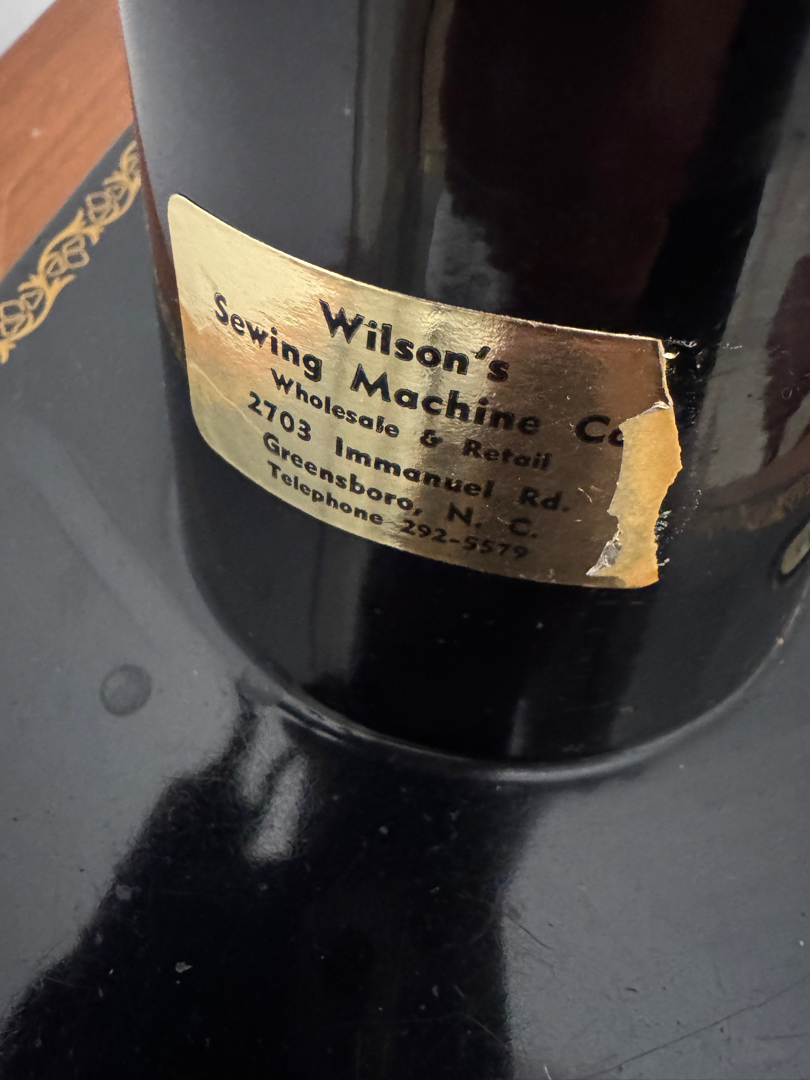 Wilson's
Sewing Machine Co
Wholesale & Retail
2703 Immanuel Rd.
Greensboro, N. C.
Telephone 292-5579